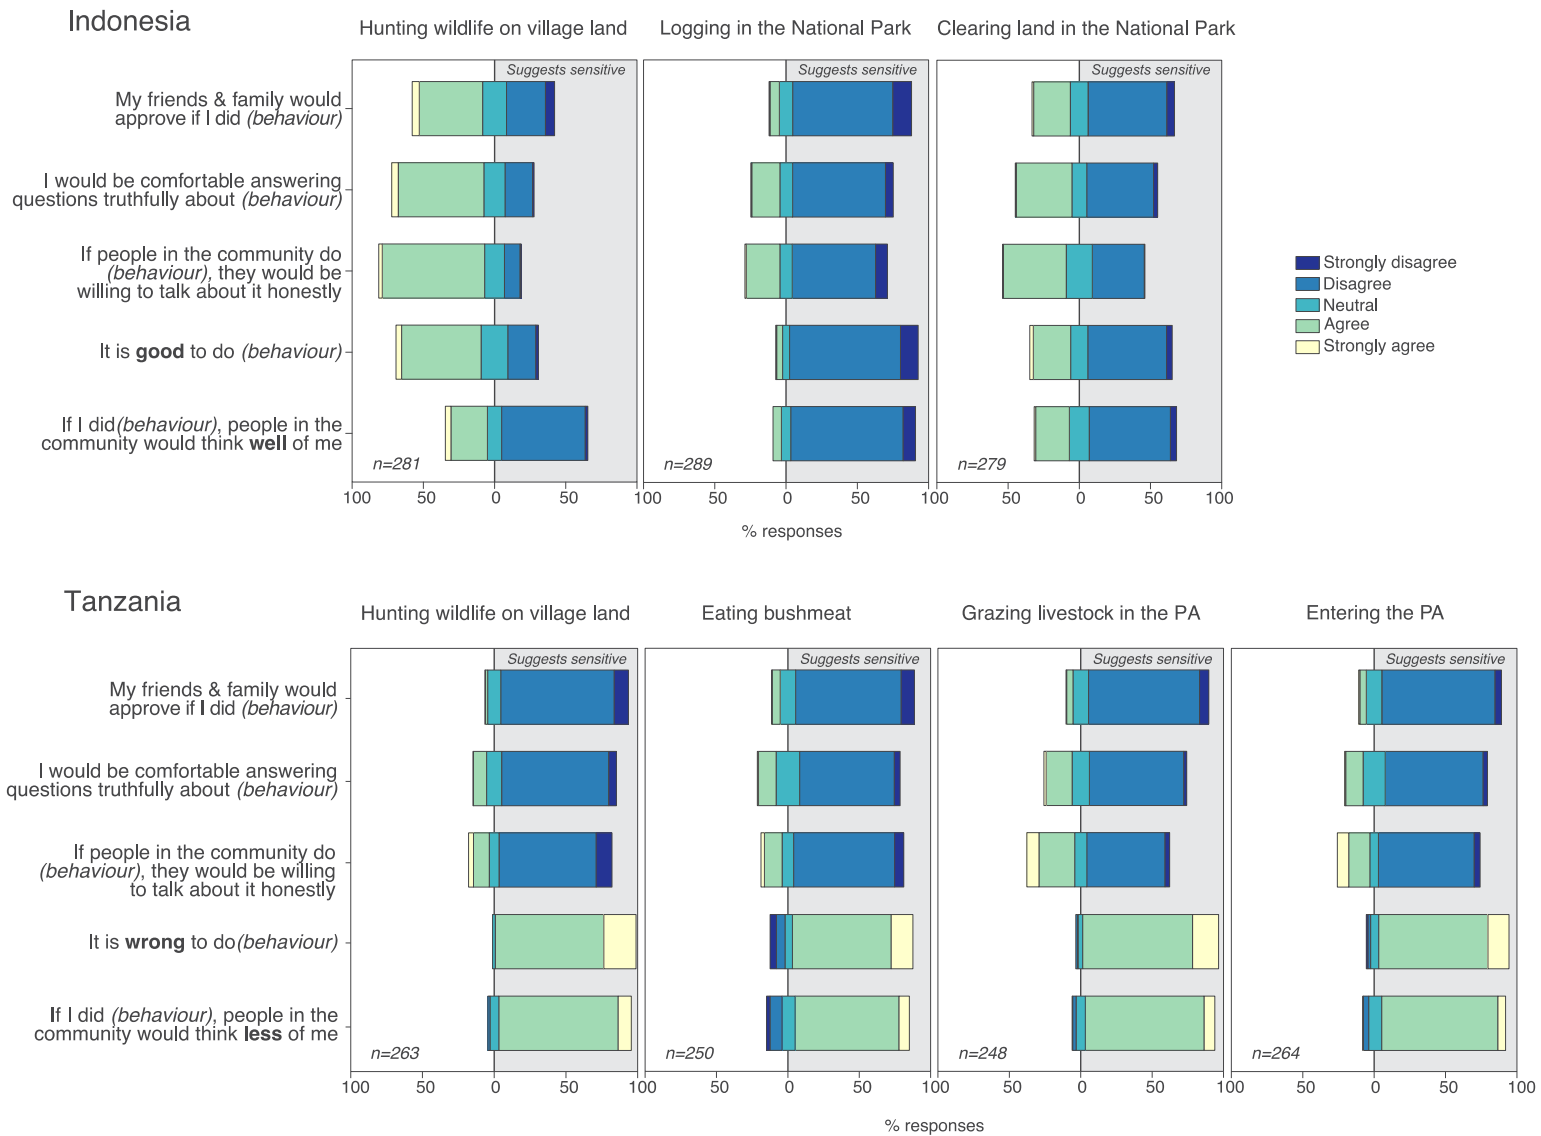 Indonesia
Hunting wildlife on village land
Logging in the National Park
Clearing land in the National Park
Suggests sensitive
Suggests sensitive
Suggests sensitive
My friends & family would
approve if I did (behaviour)
I would be comfortable answering
questions truthfully about (behaviour)
If people in the community do
(behaviour), they would be
willing to talk about it honestly
It is good to do (behaviour)
If I did(behaviour), people in the
community would think well of me
n=281
n=289
n=279
Strongly disagree
Disagree
Neutral
Agree
Strongly agree
100 50 0 50 100 50 0 50 100 50 0 50 100
% responses
Tanzania
Hunting wildlife on village land
Eating bushmeat
Grazing livestock in the PA
Entering the PA
Suggests sensitive
Suggests sensitive
Suggests sensitive
Suggests sensitive
My friends & family would
approve if I did (behaviour)
I would be comfortable answering
questions truthfully about (behaviour)
If people in the community do
(behaviour), they would be willing
to talk about it honestly
It is wrong to do(behaviour)
If I did (behaviour), people in the
community would think less of me
n=263
n=250
n=248
n=264
100 50 0 50 100 50 0 50 100 50 0 50 100 50 0 50 100
% responses